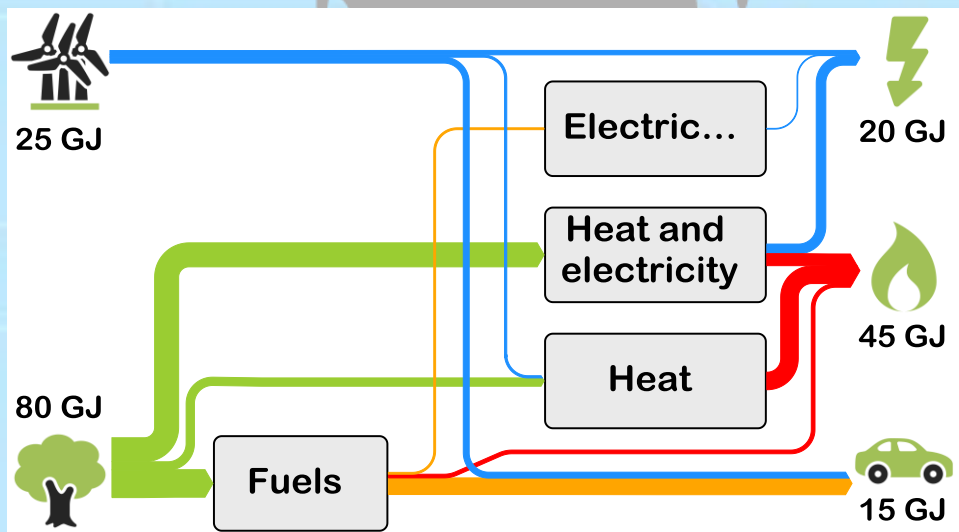 25 GJ
Electric...
20 GJ
Heat and
electricity
45 GJ
Heat
80 GJ
Fuels
15 GJ